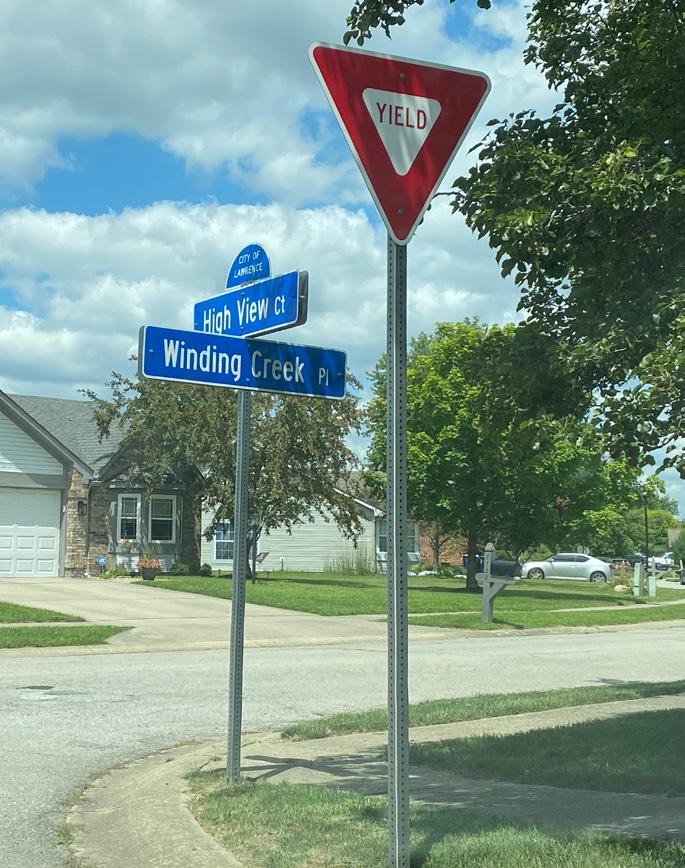 YIELD
CITY OF
LAWRENCE
High View Ct
Winding Creek Pl